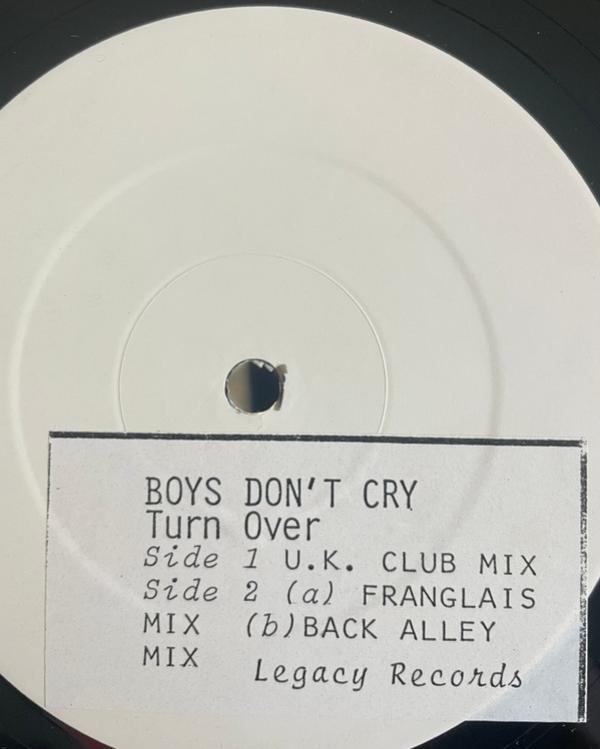 BOYS DON'T CRY
Turn Over
Side 1 U.K. CLUB MIX
Side 2 (a) FRANGLAIS
MIX (b)BACK ALLEY
MIX Legacy Records